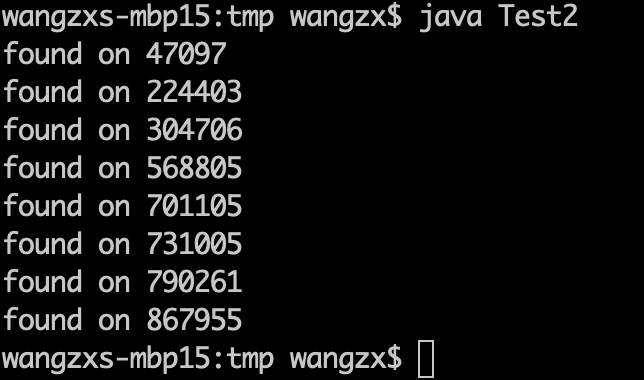 wangzxs-mbp15:tmp wangzx$ java Test2
found on 47097
found on 224403
found on 304706
found on 568805
found on 701105
found on 731005
found on 790261
found on 867955
wangzxs-mbp15:tmp wangzx$